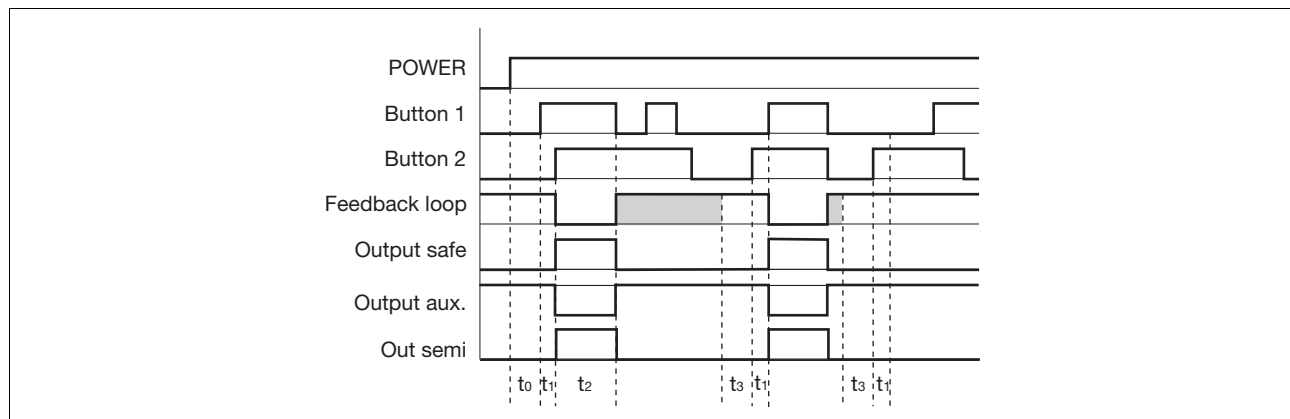 POWER
Button 1
Button 2
Feedback loop
Output safe
Output aux.
Out semi
t0 t1 t2 t3 t1 t3 t1